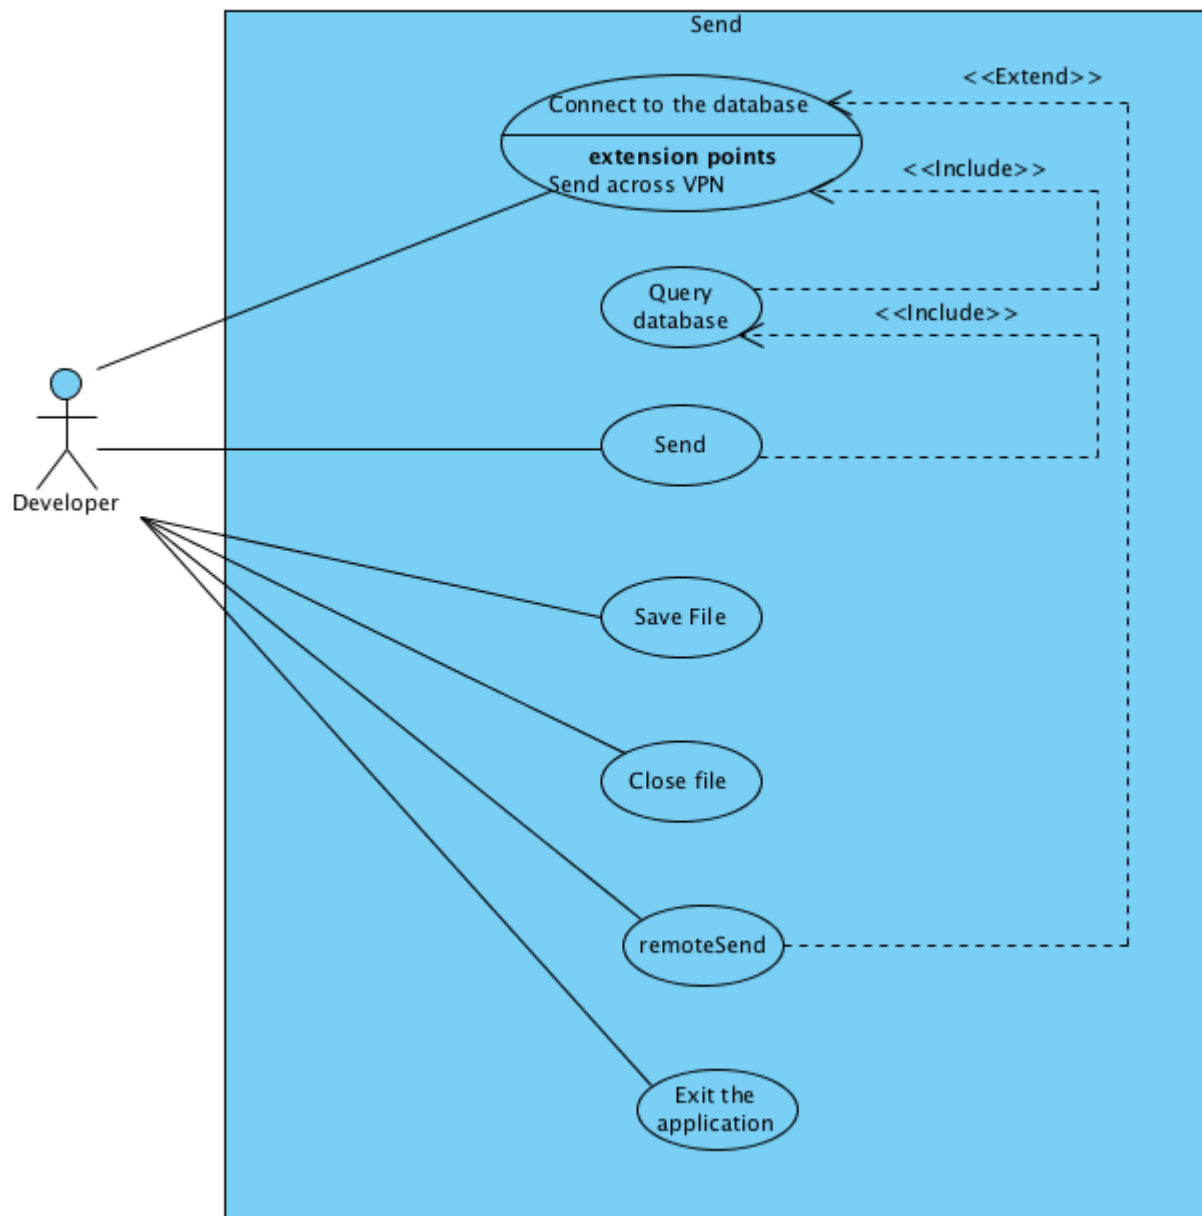 Send
<<Extend>>
Connect to the database
extension points
Send across VPN
<<Include>>
Query
database
<<Include>>
Send
Developer
Save File
Close file
remoteSend
Exit the
application